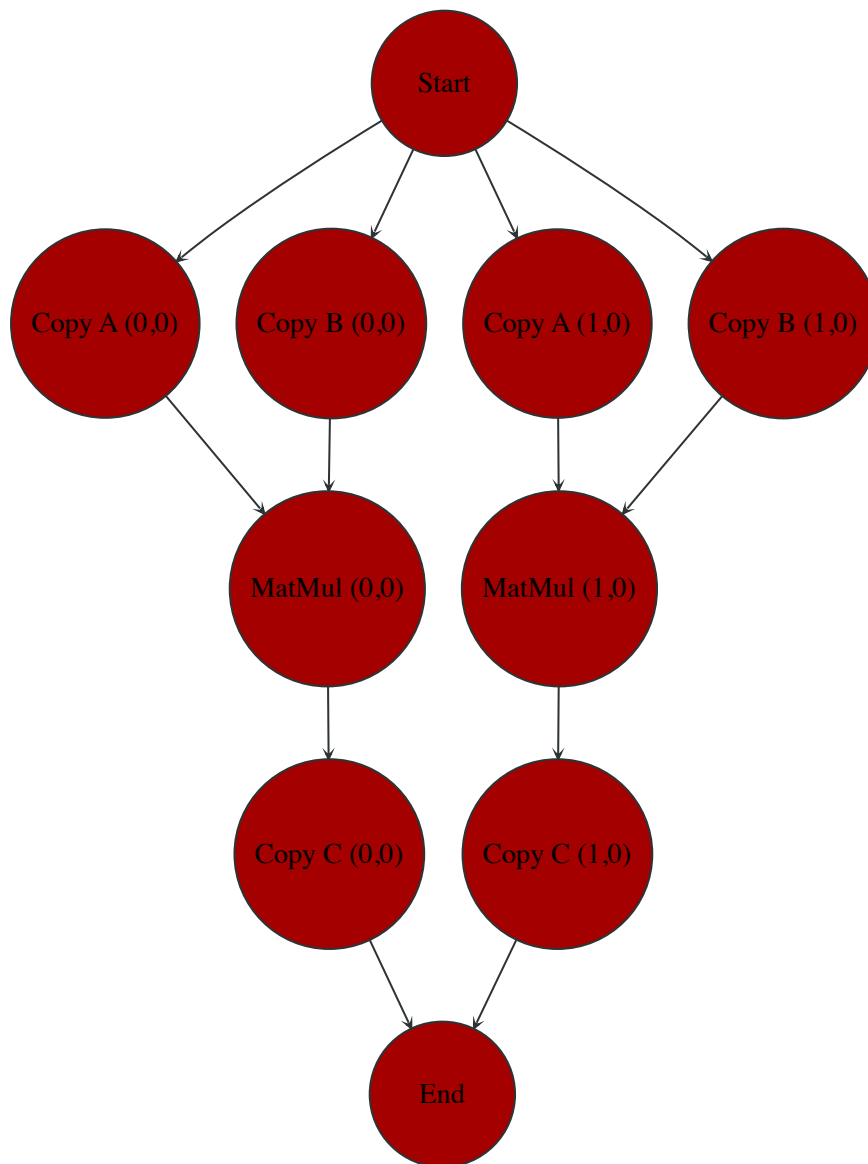 Start
Copy A (0,0)
Copy B (0,0)
Copy A (1,0)
Copy B (1,0)
MatMul (0,0)
MatMul (1,0)
Copy C (0,0)
Copy C (1,0)
End